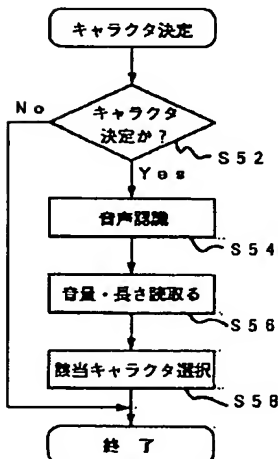 キャラクタ決定
No
キャラクタ
決定か?
S52
Yes
音声認識
S54
音量・長さ読取る
S56
該当キャラクタ選択
S58
終了